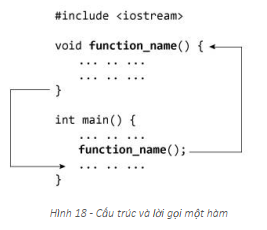 #include <iostream>
void function_name() {
... .. ...
... .. ...
}
int main() {
... .. ...
function_name();
... .. ...
}
Hình 18 - Cấu trúc và lời gọi một hàm